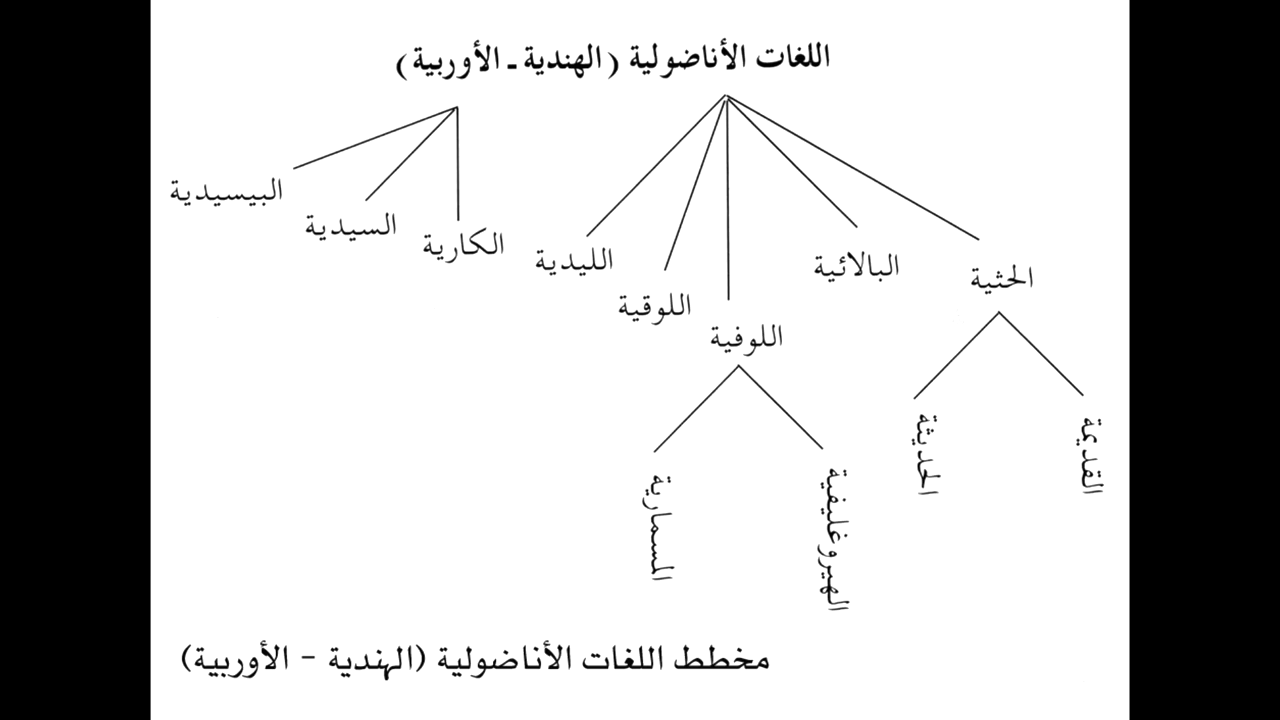 اللغات الأناضولية (الهندية ـ الأوربية)
الحثية
البالائية
اللوفية
اللوقية
الليدية
الكارية
السيدية
البيسيدية
القديمة
الحديثة
الهيروغليفية
المسمارية
مخطط اللغات الأناضولية (الهندية - الأوربية)